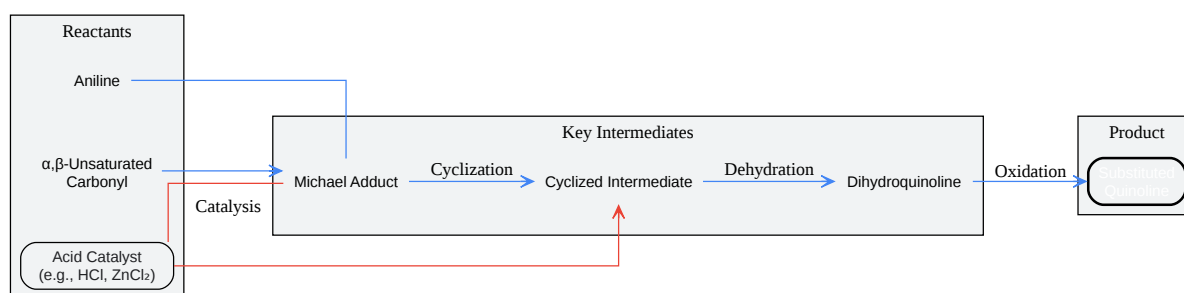 Reactants
Aniline
α,β-Unsaturated
Carbonyl
Acid Catalyst
(e.g., HCl, ZnCl₂)
Catalysis
Key Intermediates
Michael Adduct
Cyclization
Cyclized Intermediate
Dehydration
Dihydroquinoline
Oxidation
Product
Substituted
Quinoline